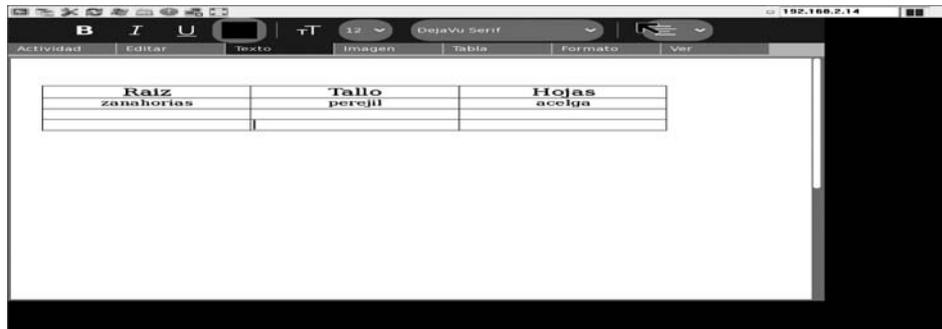 192.168.2.14
B I U TT 12 DejaVu Serif
Actividad Editar Texto Imagen Tabla Formato Ver
Raiz Tallo Hojas
zanahorias perejil acelga